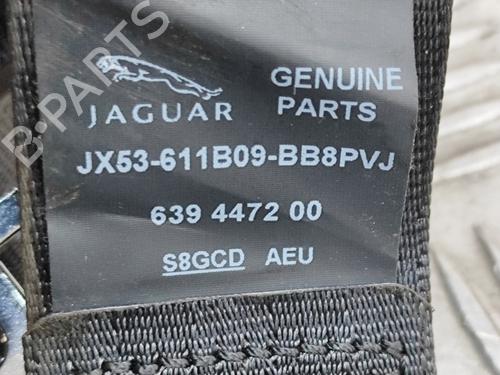 B-PARTS
GENUINE
JAGUAR PARTS
JX53-611B09-BB8PVJ
639 4472 00
S8GCD AEU